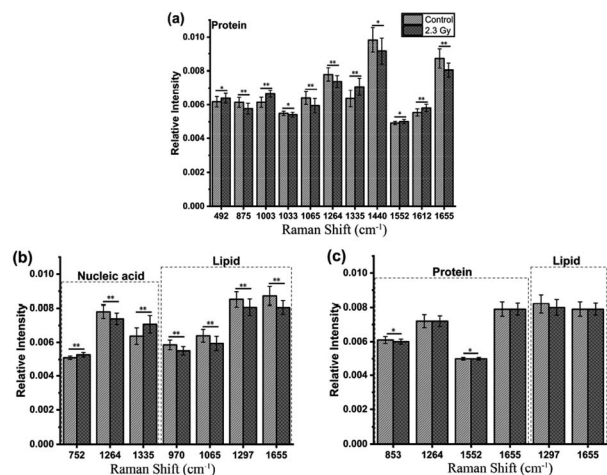 (a)
Protein
Control
2.3 Gy
Relative Intensity
0.010
0.008
0.006
0.004
0.002
0.000
* ** ** * ** ** ** * * ** **
492 875 1003 1033 1065 1264 1335 1440 1552 1612 1655
Raman Shift (cm⁻¹)
(b)
Nucleic acid
Lipid
Relative Intensity
0.010
0.008
0.006
0.004
0.002
0.000
** ** ** ** ** ** **
752 1264 1335 970 1065 1297 1655
Raman Shift (cm⁻¹)
(c)
Protein
Lipid
Relative Intensity
0.010
0.008
0.006
0.004
0.002
0.000
* *
853 1264 1552 1655 1297 1655
Raman Shift (cm⁻¹)